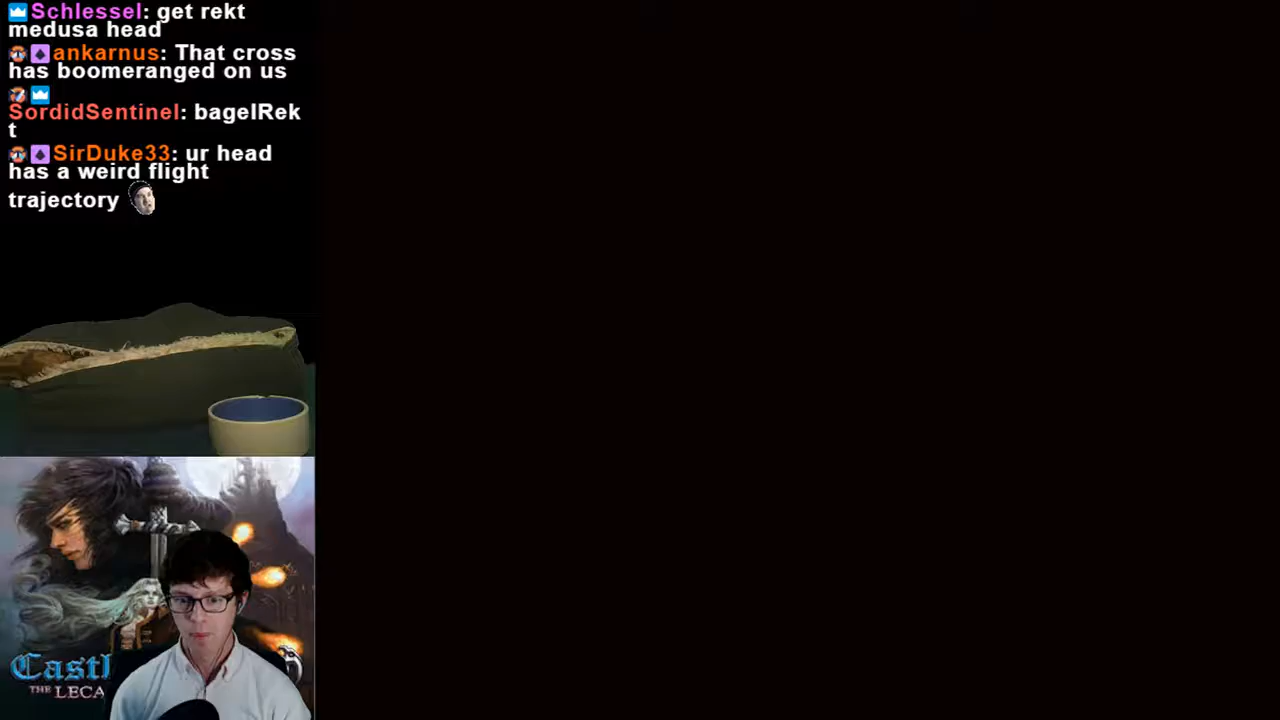 Schlessel: get rekt
medusa head
ankarnus: That cross
has boomeranged on us
SordidSentinel: bagelRek
t
SirDuke33: ur head
has a weird flight
trajectory
Castl
THE LECA